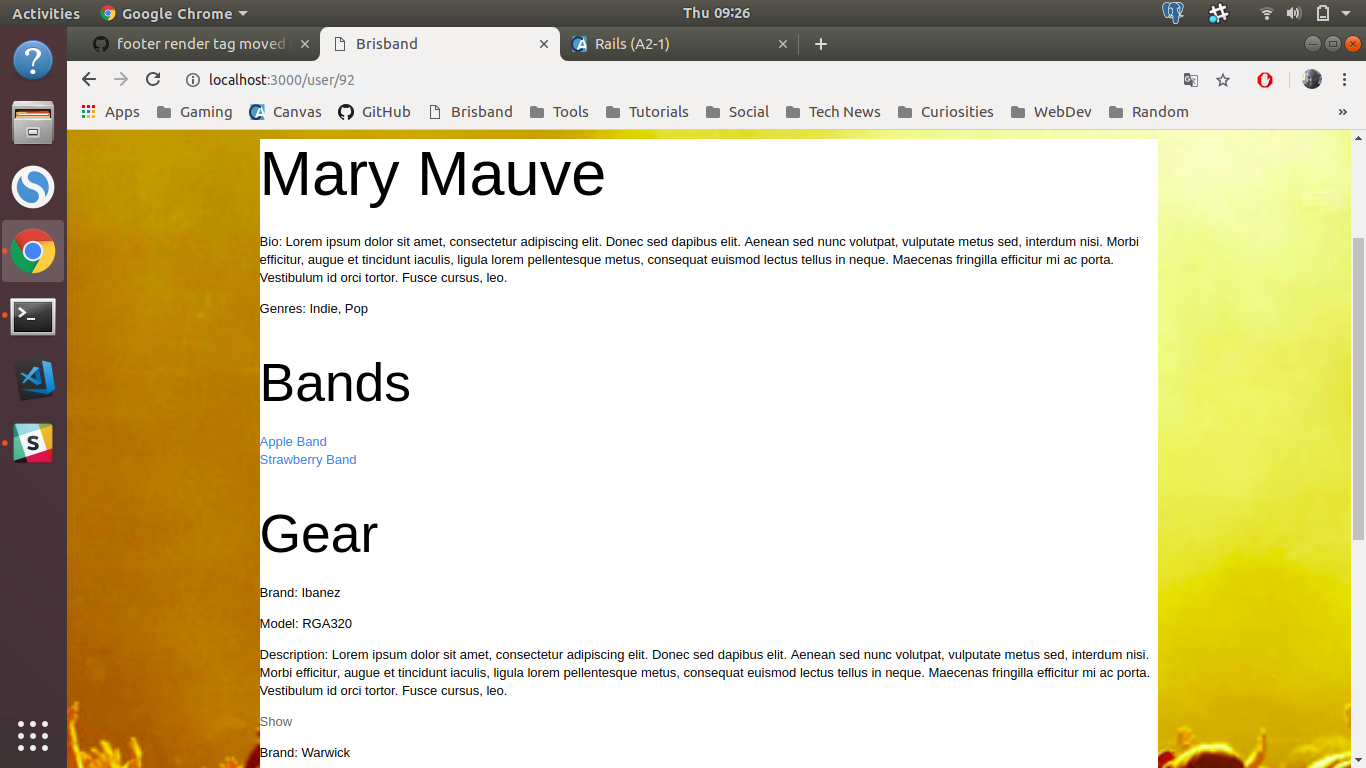 Activities
Google Chrome
Thu 09:26
footer render tag moved
Brisband
Rails (A2-1)
localhost:3000/user/92
Apps
Gaming
Canvas
GitHub
Brisband
Tools
Tutorials
Social
Tech News
Curiosities
WebDev
Random
»
Mary Mauve
Bio: Lorem ipsum dolor sit amet, consectetur adipiscing elit. Donec sed dapibus elit. Aenean sed nunc volutpat, vulputate metus sed, interdum nisi. Morbi
efficitur, augue et tincidunt iaculis, ligula lorem pellentesque metus, consequat euismod lectus tellus in neque. Maecenas fringilla efficitur mi ac porta.
Vestibulum id orci tortor. Fusce cursus, leo.
Genres: Indie, Pop
Bands
Apple Band
Strawberry Band
Gear
Brand: Ibanez
Model: RGA320
Description: Lorem ipsum dolor sit amet, consectetur adipiscing elit. Donec sed dapibus elit. Aenean sed nunc volutpat, vulputate metus sed, interdum nisi.
Morbi efficitur, augue et tincidunt iaculis, ligula lorem pellentesque metus, consequat euismod lectus tellus in neque. Maecenas fringilla efficitur mi ac porta.
Vestibulum id orci tortor. Fusce cursus, leo.
Show
Brand: Warwick